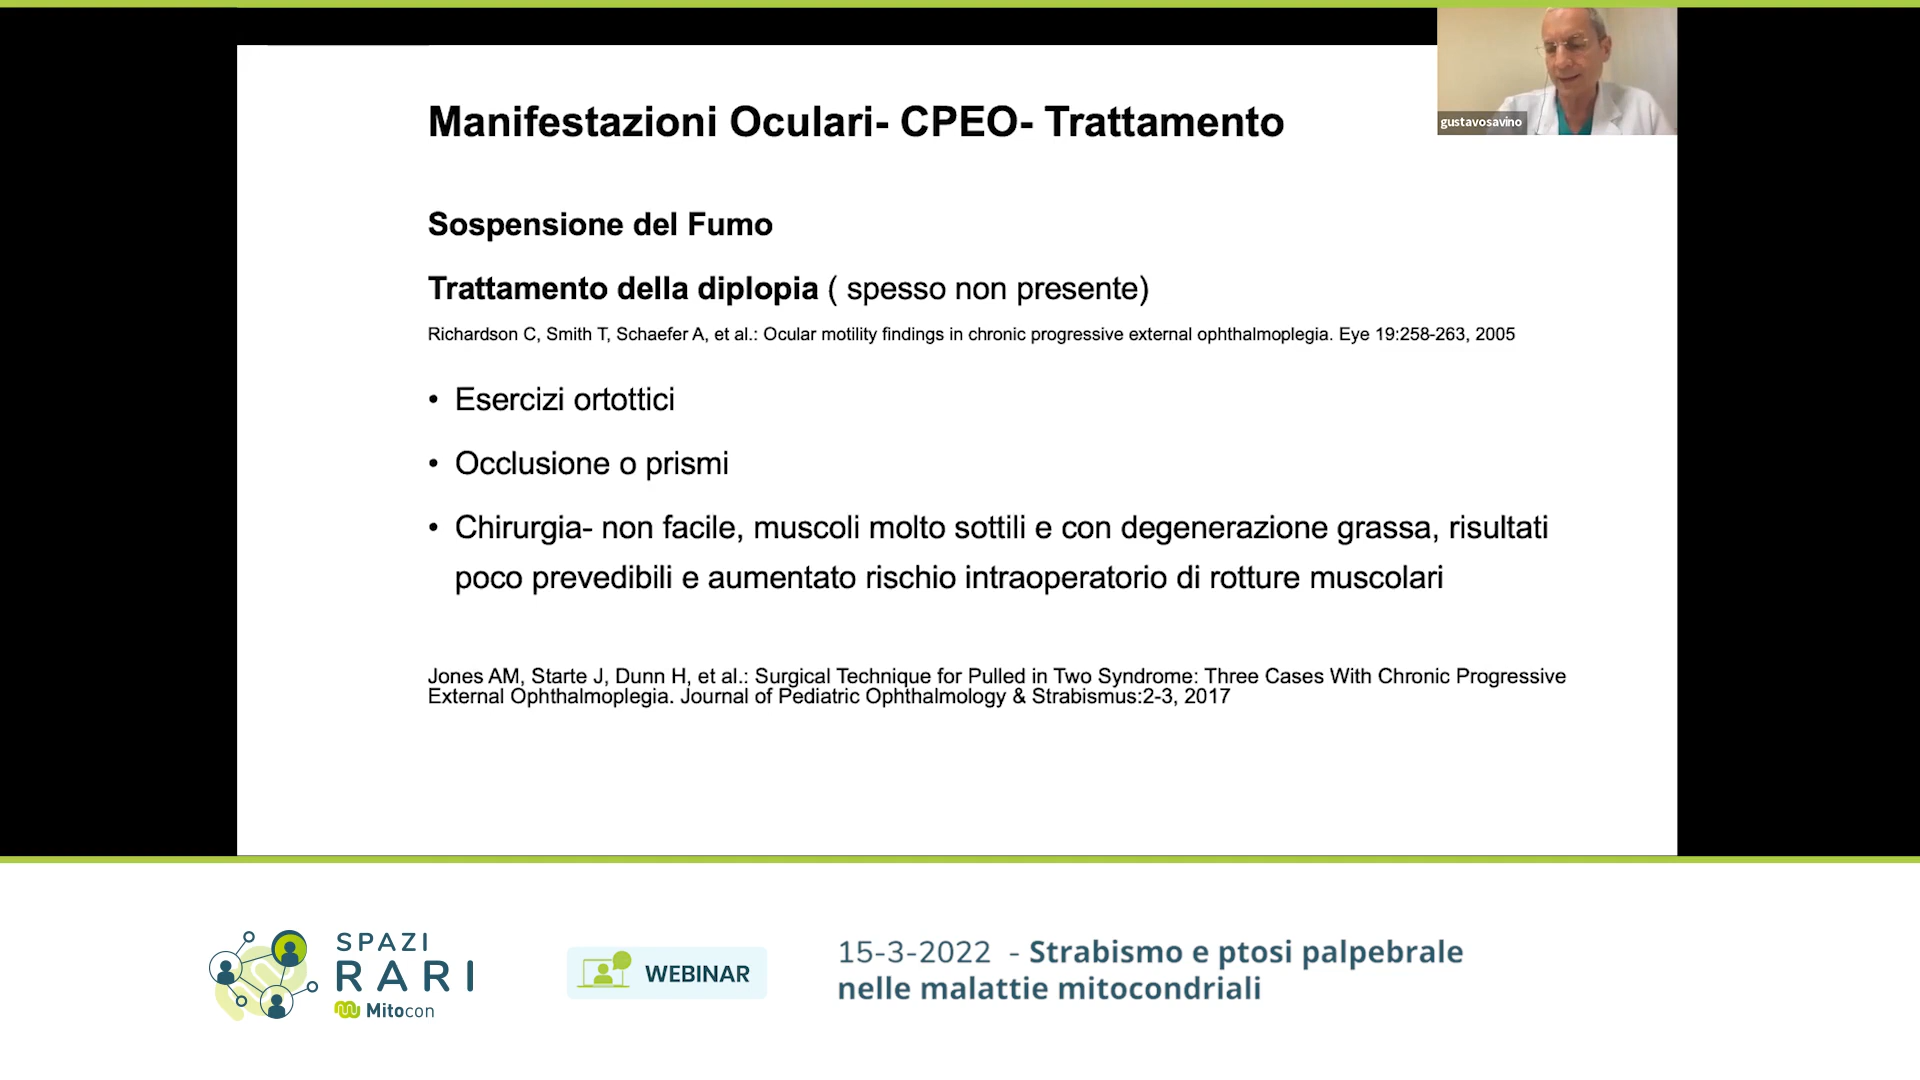 Manifestazioni Oculari- CPEO- Trattamento
gustavosavino
Sospensione del Fumo
Trattamento della diplopia ( spesso non presente)
Richardson C, Smith T, Schaefer A, et al.: Ocular motility findings in chronic progressive external ophthalmoplegia. Eye 19:258-263, 2005
• Esercizi ortottici
• Occlusione o prismi
• Chirurgia- non facile, muscoli molto sottili e con degenerazione grassa, risultati
poco prevedibili e aumentato rischio intraoperatorio di rotture muscolari
Jones AM, Starte J, Dunn H, et al.: Surgical Technique for Pulled in Two Syndrome: Three Cases With Chronic Progressive
External Ophthalmoplegia. Journal of Pediatric Ophthalmology & Strabismus:2-3, 2017
SPAZI
RARI
Mitocon
WEBINAR
15-3-2022 - Strabismo e ptosi palpebrale
nelle malattie mitocondriali